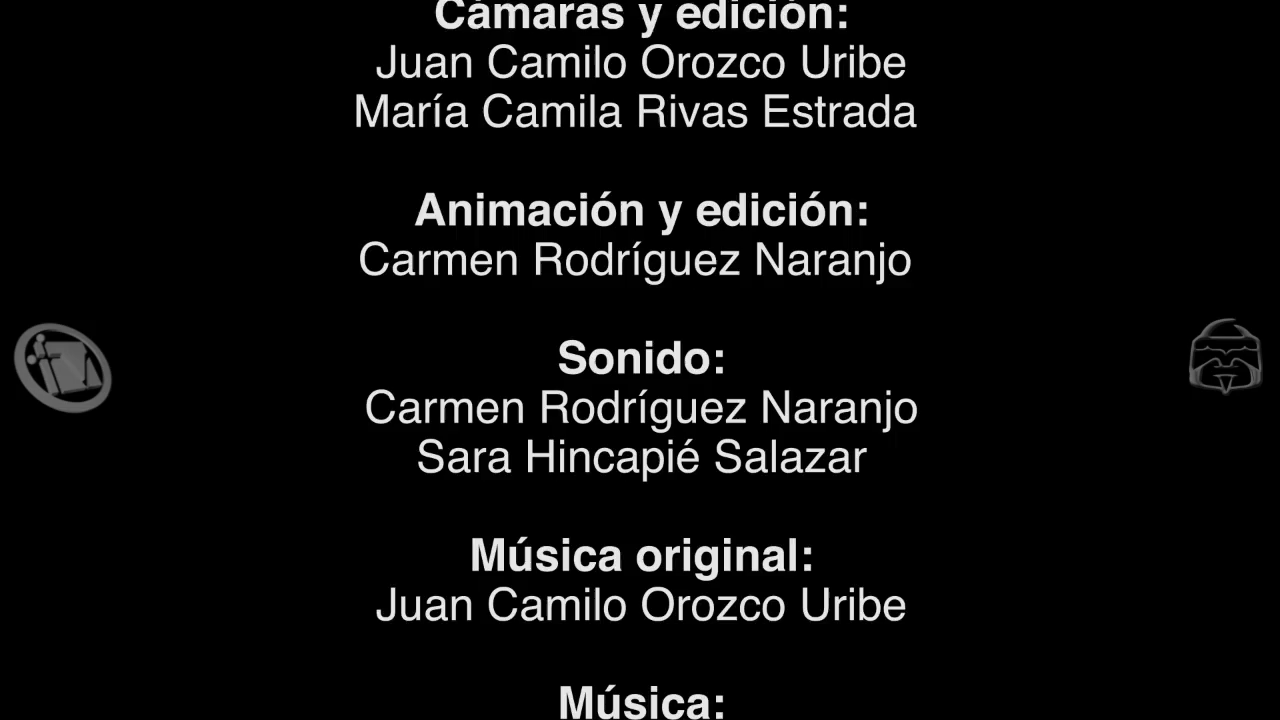 Cámaras y edición:
Juan Camilo Orozco Uribe
María Camila Rivas Estrada
Animación y edición:
Carmen Rodríguez Naranjo
Sonido:
Carmen Rodríguez Naranjo
Sara Hincapié Salazar
Música original:
Juan Camilo Orozco Uribe
Música: